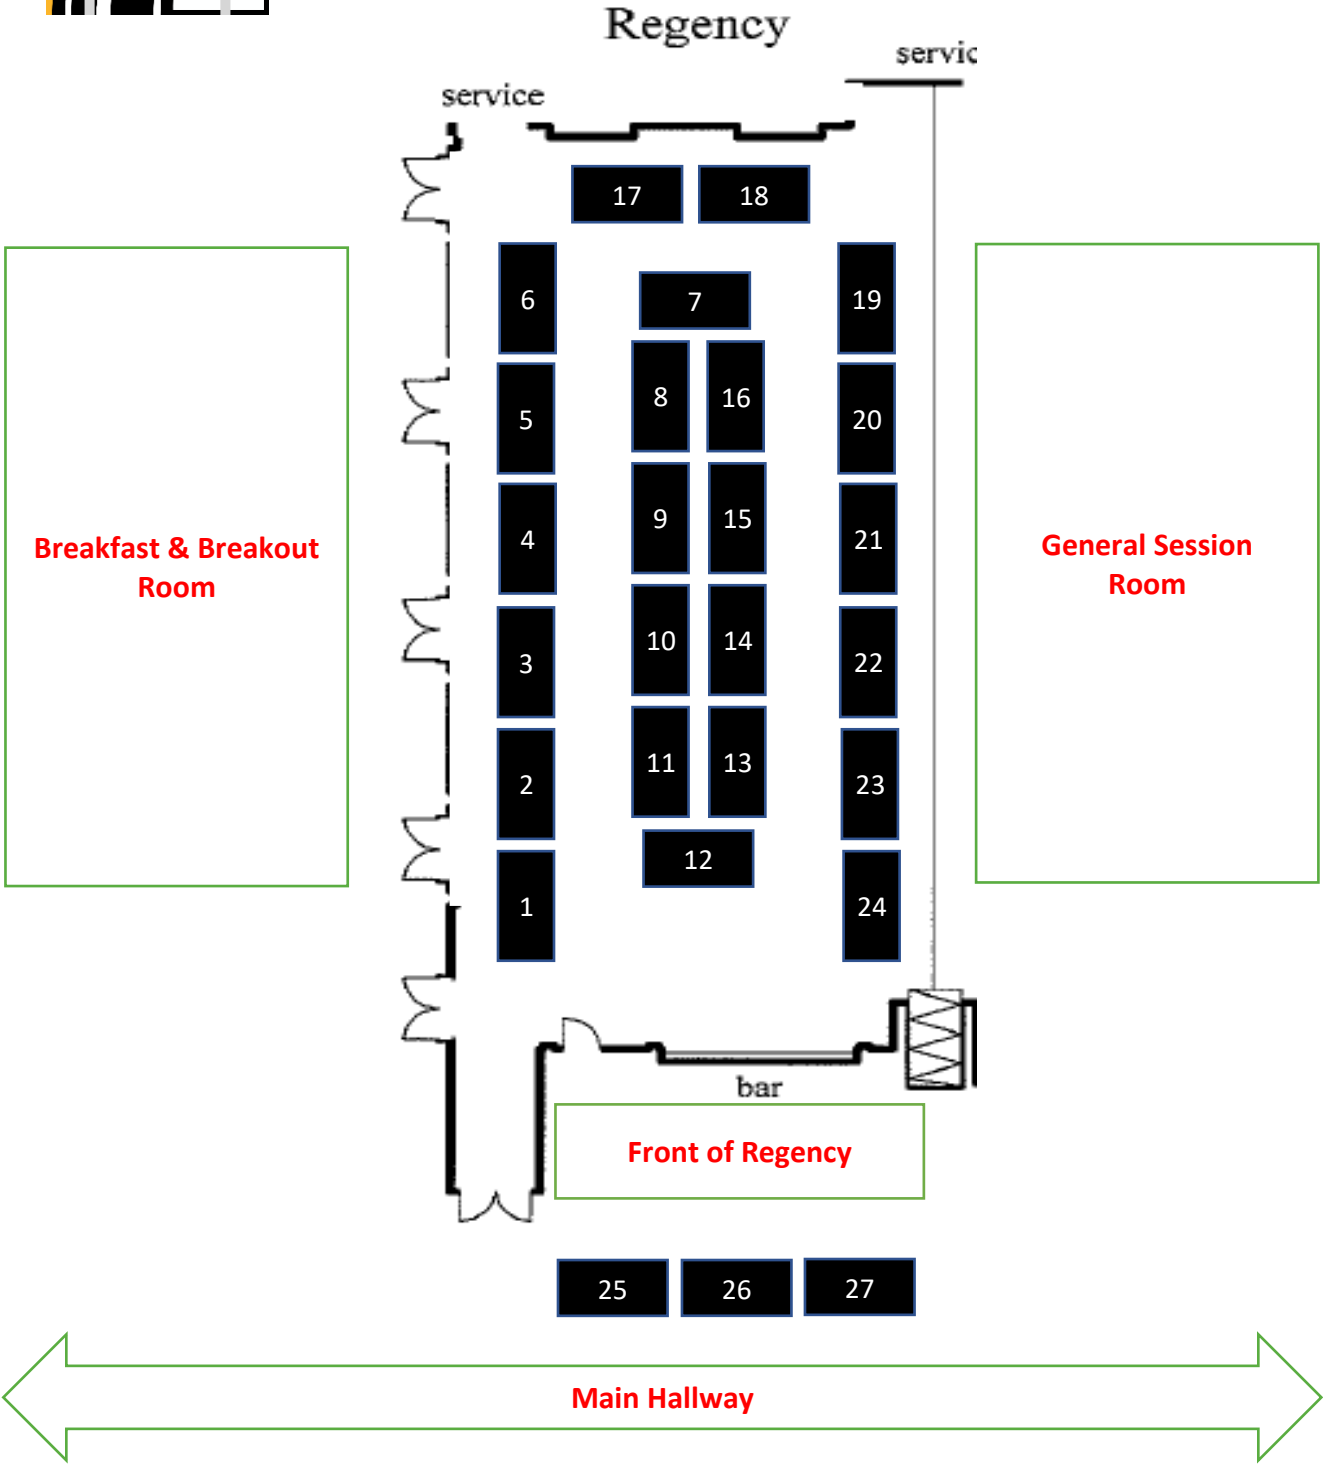 Regency
servic
service
17
18
6
7
19
8
16
5
20
9
15
4
21
Breakfast & Breakout
Room
General Session
Room
10
14
3
22
11
13
2
23
12
1
24
bar
Front of Regency
25
26
27
Main Hallway